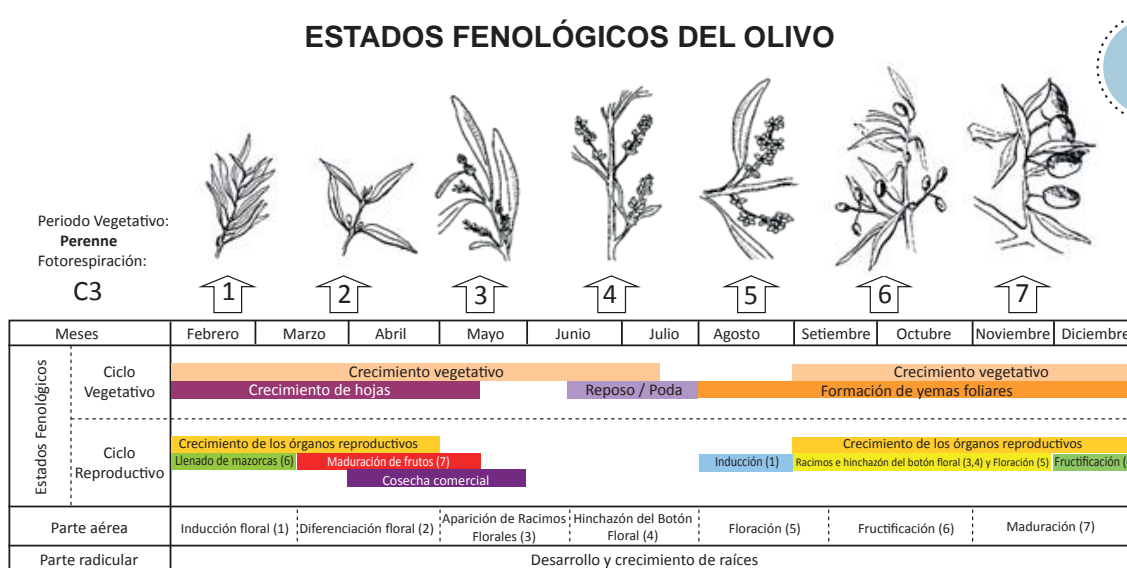 ESTADOS FENOLÓGICOS DEL OLIVO
Periodo Vegetativo:
Perenne
Fotorespiración:
C3
1
2
3
4
5
6
7
Meses
Febrero
Marzo
Abril
Mayo
Junio
Julio
Agosto
Setiembre
Octubre
Noviembre
Diciembre
Estados Fenológicos
Ciclo
Vegetativo
Crecimiento vegetativo
Crecimiento vegetativo
Crecimiento de hojas
Reposo / Poda
Formación de yemas foliares
Ciclo
Reproductivo
Crecimiento de los órganos reproductivos
Crecimiento de los órganos reproductivos
Llenado de mazorcas (6)
Maduración de frutos (7)
Inducción (1)
Racimos e hinchazón del botón floral (3,4) y Floración (5)
Fructificación (
Cosecha comercial
Parte aérea
Inducción floral (1)
Diferenciación floral (2)
Aparición de Racimos
Florales (3)
Hinchazón del Botón
Floral (4)
Floración (5)
Fructificación (6)
Maduración (7)
Parte radicular
Desarrollo y crecimiento de raíces